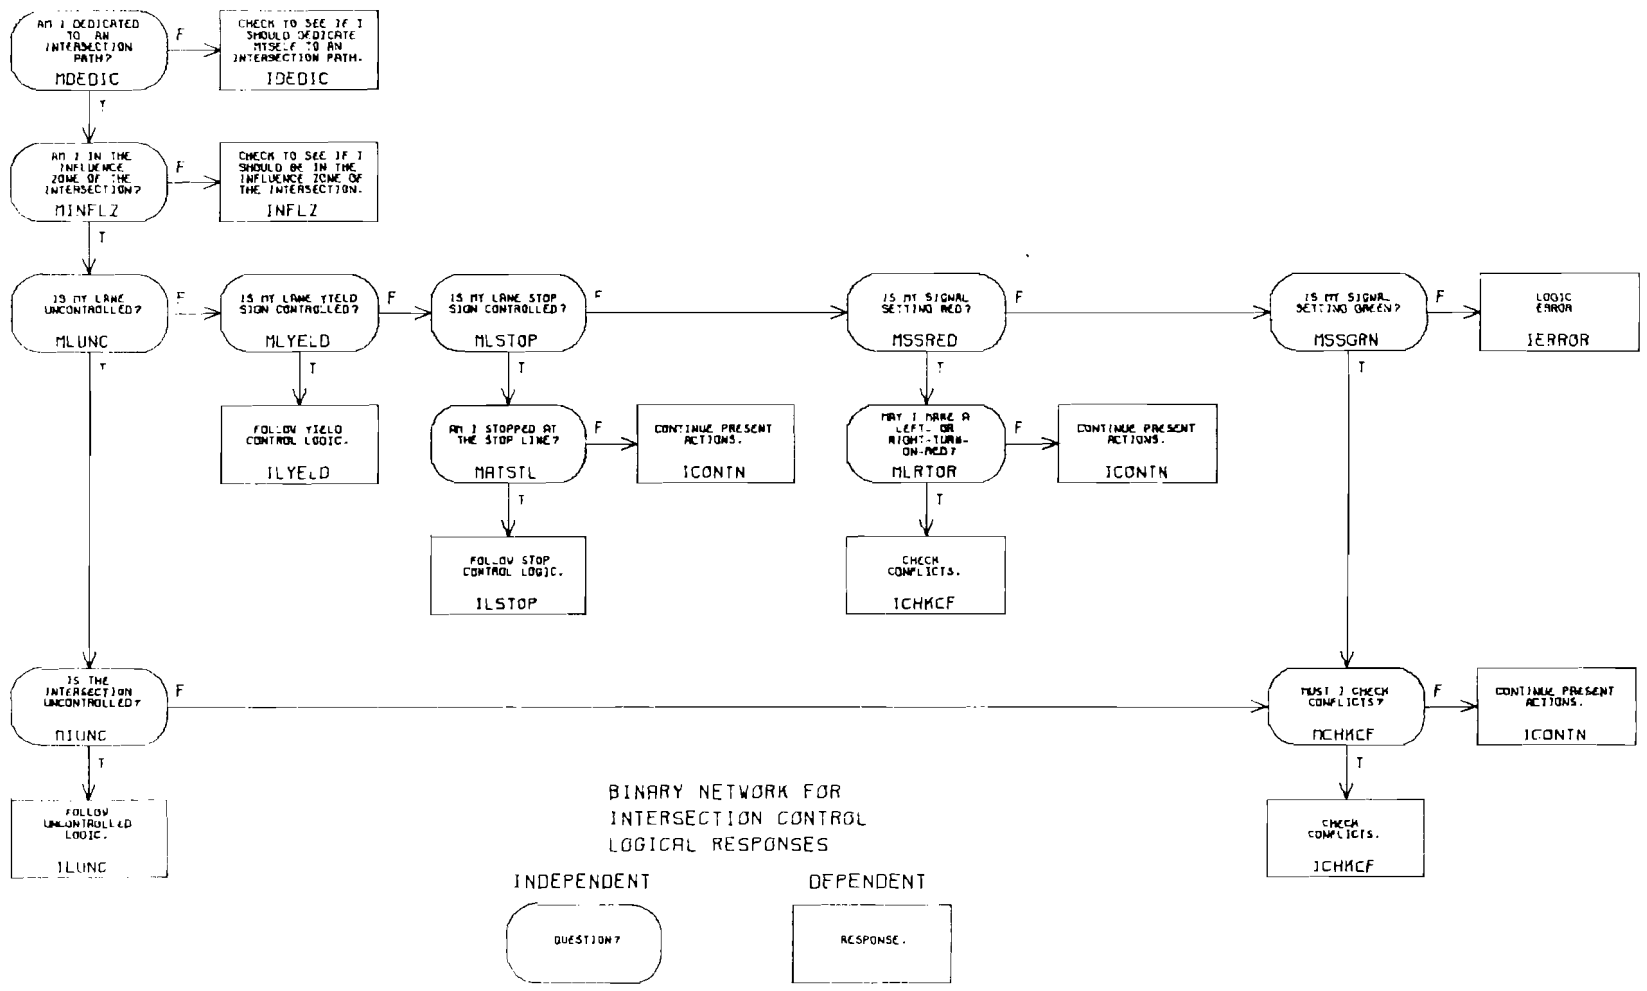 AM I DEDICATED
TO AN
INTERSECTION
PATH?
MDEDIC
F
CHECK TO SEE IF I
SHOULD DEDICATE
MYSELF TO AN
INTERSECTION PATH.
IDEDIC
T
AM I IN THE
INFLUENCE
ZONE OF THE
INTERSECTION?
MINFLZ
F
CHECK TO SEE IF I
SHOULD BE IN THE
INFLUENCE ZONE OF
THE INTERSECTION.
INFLZ
T
IS MY LANE
UNCONTROLLED?
MLUNC
F
IS MY LANE YIELD
SIGN CONTROLLED?
MLYELD
F
IS MY LANE STOP
SIGN CONTROLLED?
MLSTOP
F
IS MY SIGNAL
SETTING RED?
MSSRED
F
IS MY SIGNAL
SETTING GREEN?
MSSGRN
F
LOGIC
ERROR
IERROR
T
T
T
T
T
FOLLOW YIELD
CONTROL LOGIC.
ILYELD
AM I STOPPED AT
THE STOP LINE?
MATSTL
F
CONTINUE PRESENT
ACTIONS.
ICONTN
MAY I MAKE A
LEFT- OR
RIGHT-TURN-
ON-RED?
MLRTOR
F
CONTINUE PRESENT
ACTIONS.
ICONTN
T
T
FOLLOW STOP
CONTROL LOGIC.
ILSTOP
CHECK
CONFLICTS.
ICHKCF
IS THE
INTERSECTION
UNCONTROLLED?
MIUNC
F
MUST I CHECK
CONFLICTS?
MCHKCF
F
CONTINUE PRESENT
ACTIONS.
ICONTN
T
T
FOLLOW
UNCONTROLLED
LOGIC.
ILUNC
CHECK
CONFLICTS.
ICHKCF
BINARY NETWORK FOR
INTERSECTION CONTROL
LOGICAL RESPONSES
INDEPENDENT
DEPENDENT
QUESTION?
RESPONSE.